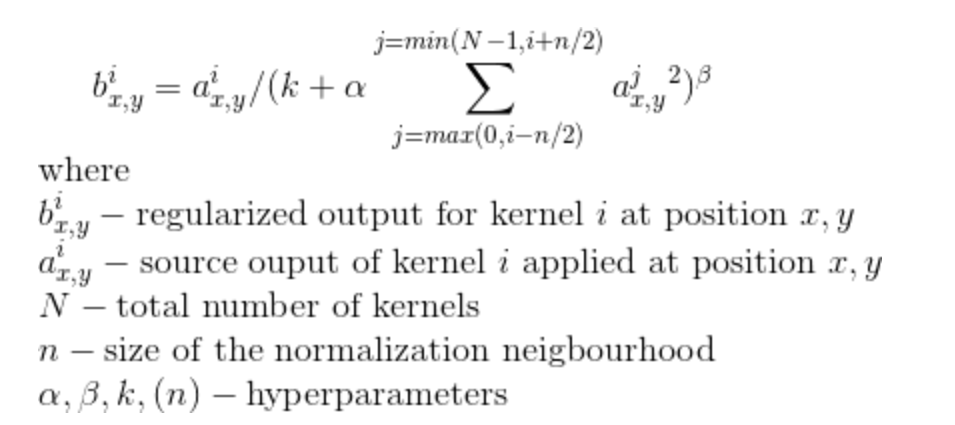 j=min(N−1,i+n/2)
b^i_{x,y} = a^i_{x,y}/(k + α ∑ a^j_{x,y}^2)^β
j=max(0,i−n/2)
where
b^i_{x,y} – regularized output for kernel i at position x, y
a^i_{x,y} – source ouput of kernel i applied at position x, y
N – total number of kernels
n – size of the normalization neigbourhood
α, β, k, (n) – hyperparameters